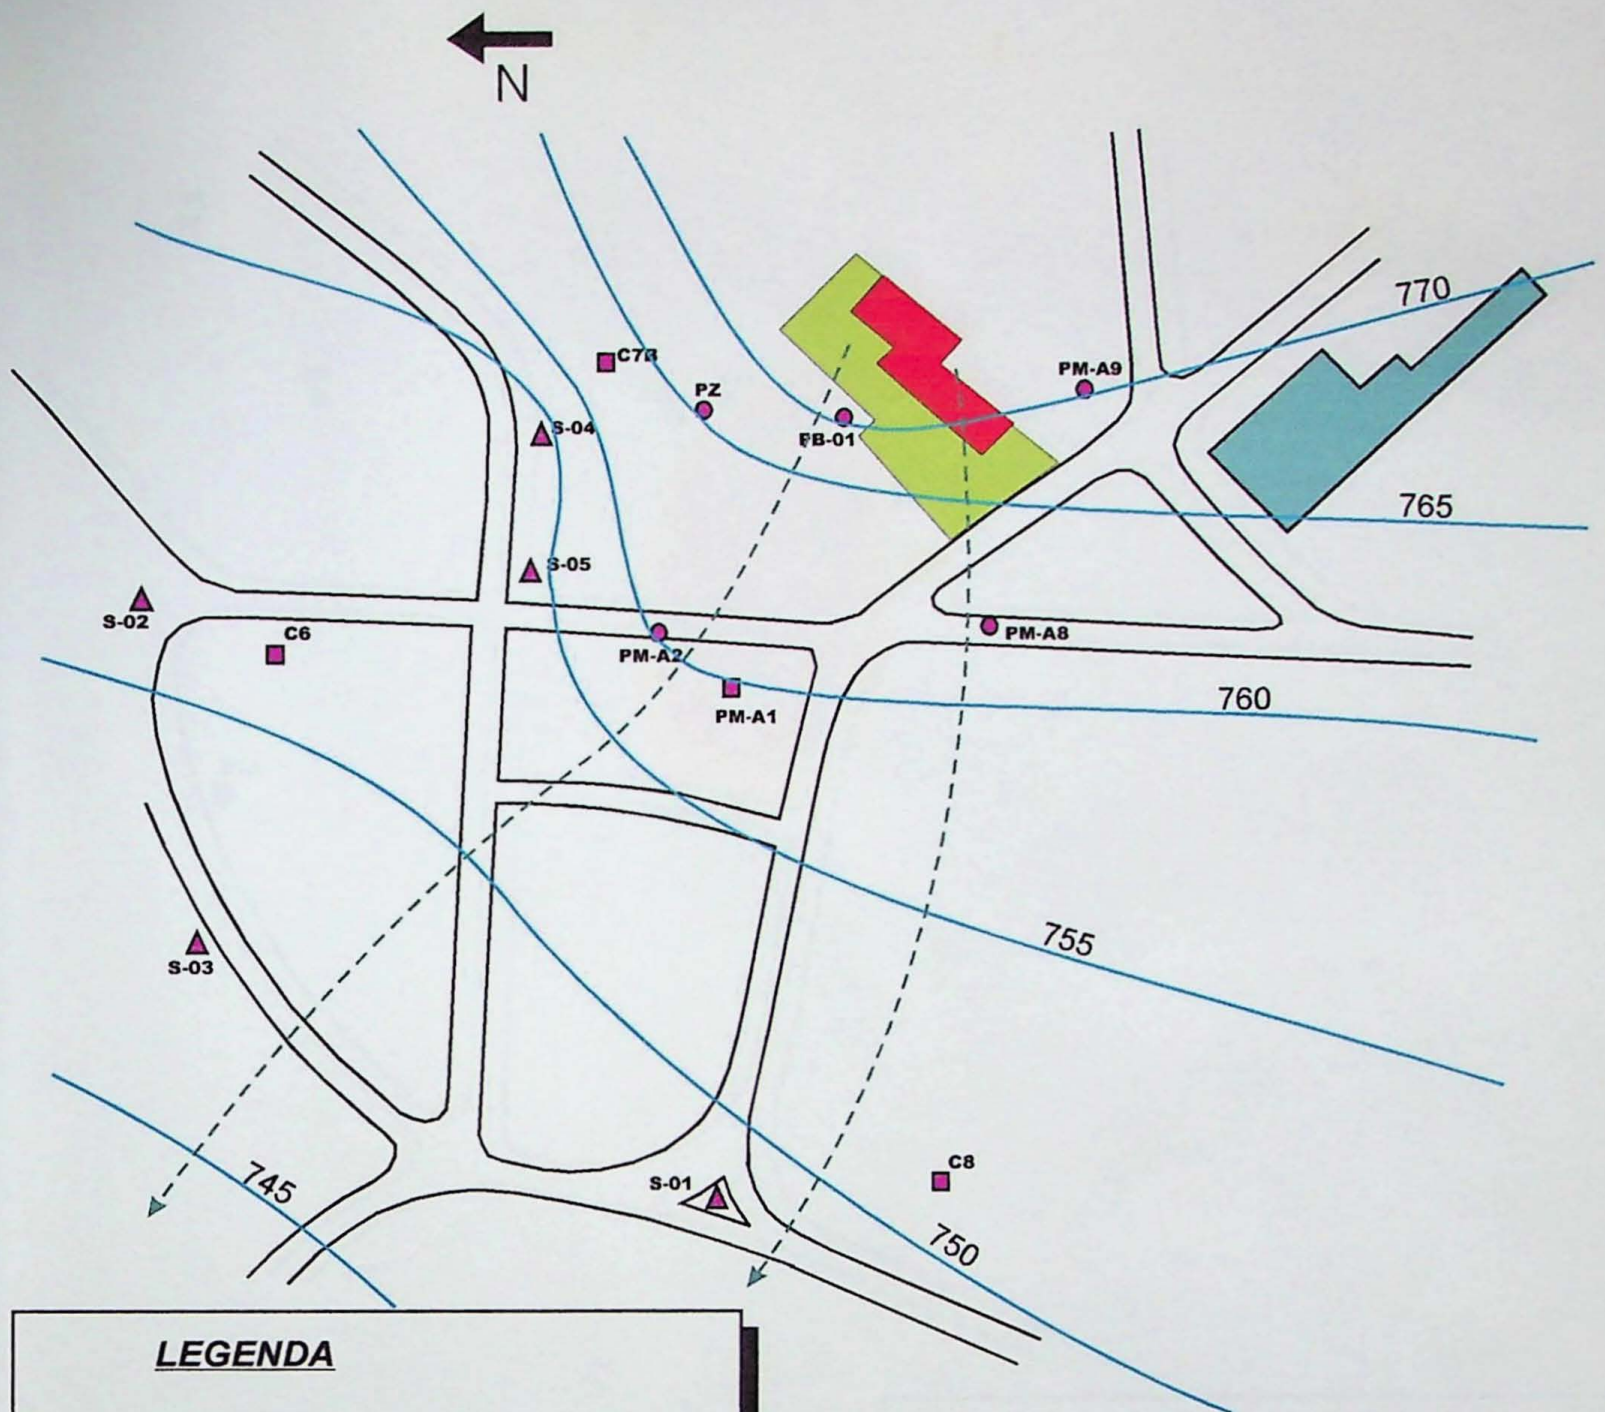 N
770
C7B
PM-A9
PZ
S-04
PB-01
765
S-05
S-02
C6
PM-A8
PM-A2
760
PM-A1
755
S-03
C8
745
S-01
750
LEGENDA